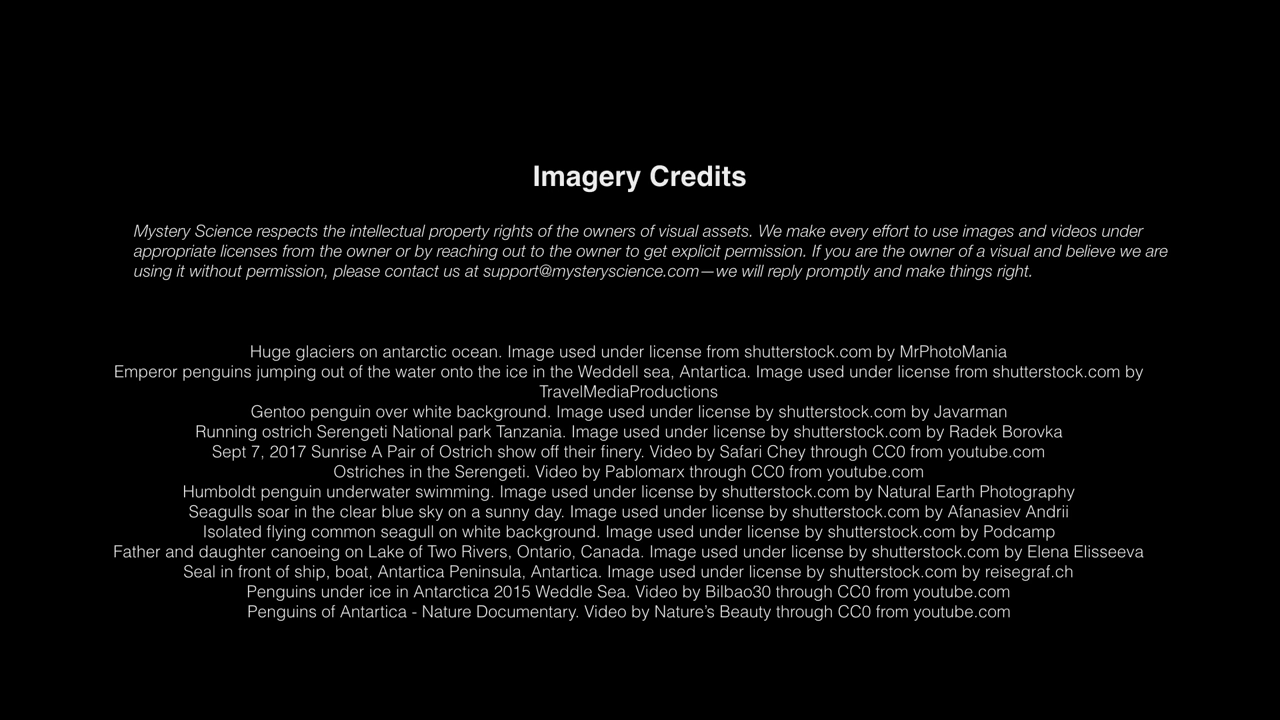 Imagery Credits
Mystery Science respects the intellectual property rights of the owners of visual assets. We make every effort to use images and videos under
appropriate licenses from the owner or by reaching out to the owner to get explicit permission. If you are the owner of a visual and believe we are
using it without permission, please contact us at support@mysteryscience.com—we will reply promptly and make things right.
Huge glaciers on antarctic ocean. Image used under license from shutterstock.com by MrPhotoMania
Emperor penguins jumping out of the water onto the ice in the Weddell sea, Antartica. Image used under license from shutterstock.com by
TravelMediaProductions
Gentoo penguin over white background. Image used under license by shutterstock.com by Javarman
Running ostrich Serengeti National park Tanzania. Image used under license by shutterstock.com by Radek Borovka
Sept 7, 2017 Sunrise A Pair of Ostrich show off their finery. Video by Safari Chey through CC0 from youtube.com
Ostriches in the Serengeti. Video by Pablomarx through CC0 from youtube.com
Humboldt penguin underwater swimming. Image used under license by shutterstock.com by Natural Earth Photography
Seagulls soar in the clear blue sky on a sunny day. Image used under license by shutterstock.com by Afanasiev Andrii
Isolated flying common seagull on white background. Image used under license by shutterstock.com by Podcamp
Father and daughter canoeing on Lake of Two Rivers, Ontario, Canada. Image used under license by shutterstock.com by Elena Elisseeva
Seal in front of ship, boat, Antartica Peninsula, Antartica. Image used under license by shutterstock.com by reisegraf.ch
Penguins under ice in Antarctica 2015 Weddle Sea. Video by Bilbao30 through CC0 from youtube.com
Penguins of Antartica - Nature Documentary. Video by Nature’s Beauty through CC0 from youtube.com